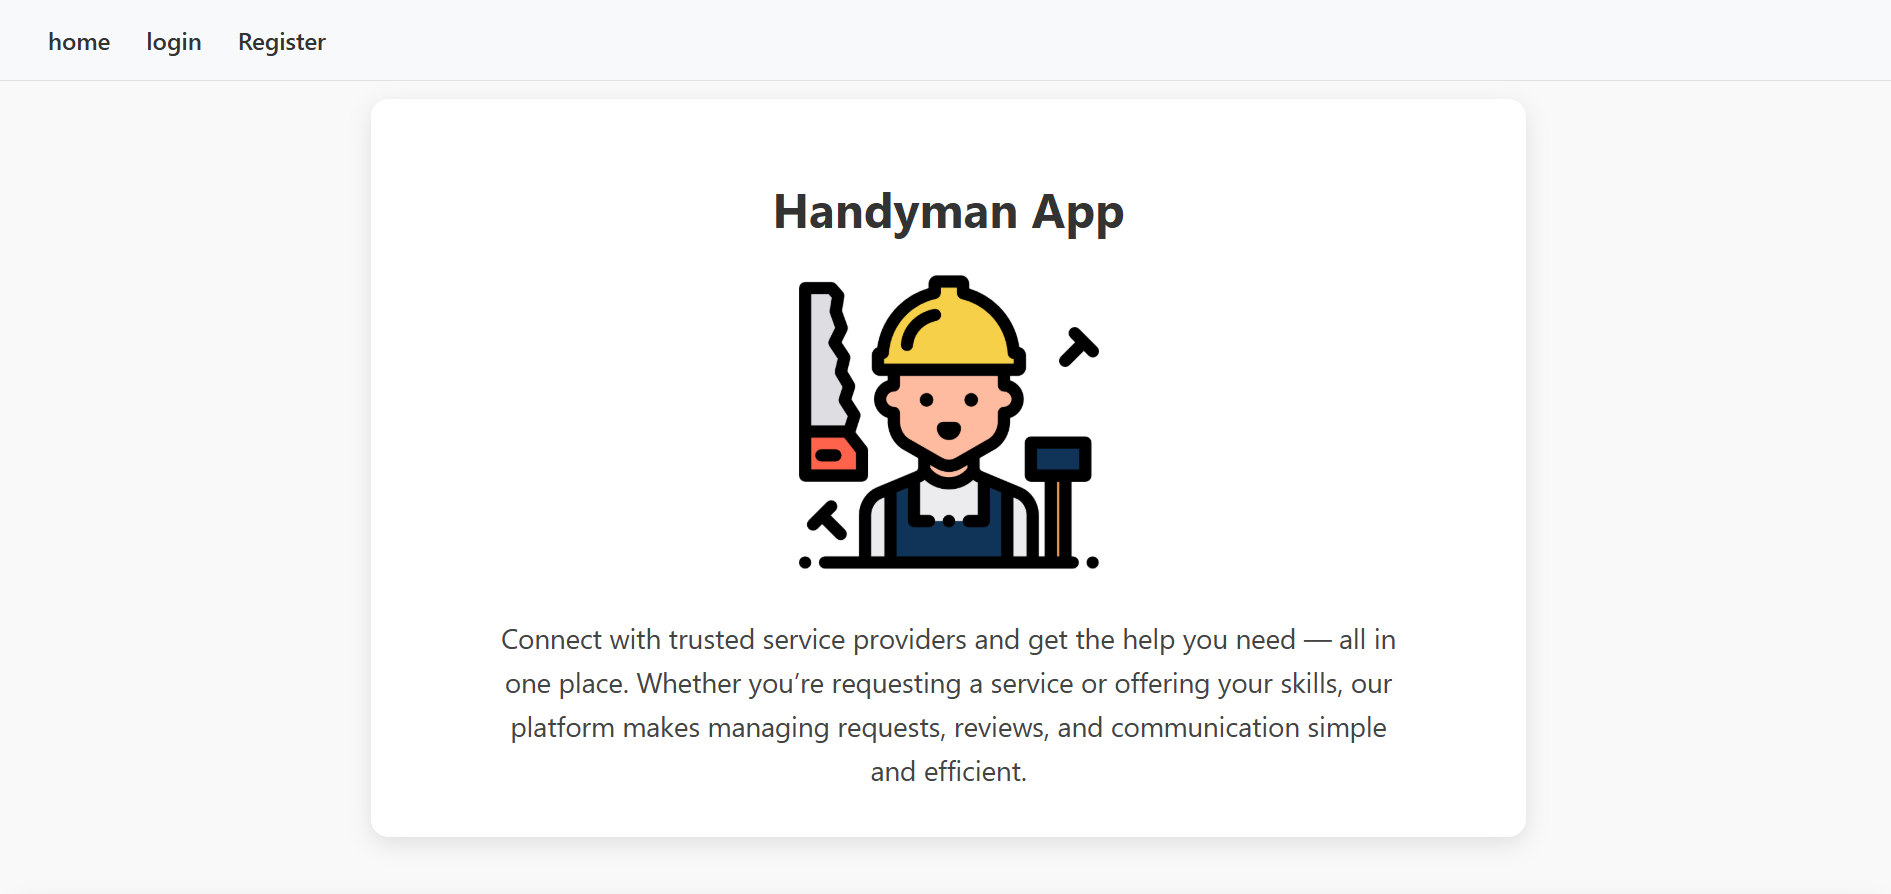 home login Register
Handyman App
Connect with trusted service providers and get the help you need — all in
one place. Whether you’re requesting a service or offering your skills, our
platform makes managing requests, reviews, and communication simple
and efficient.